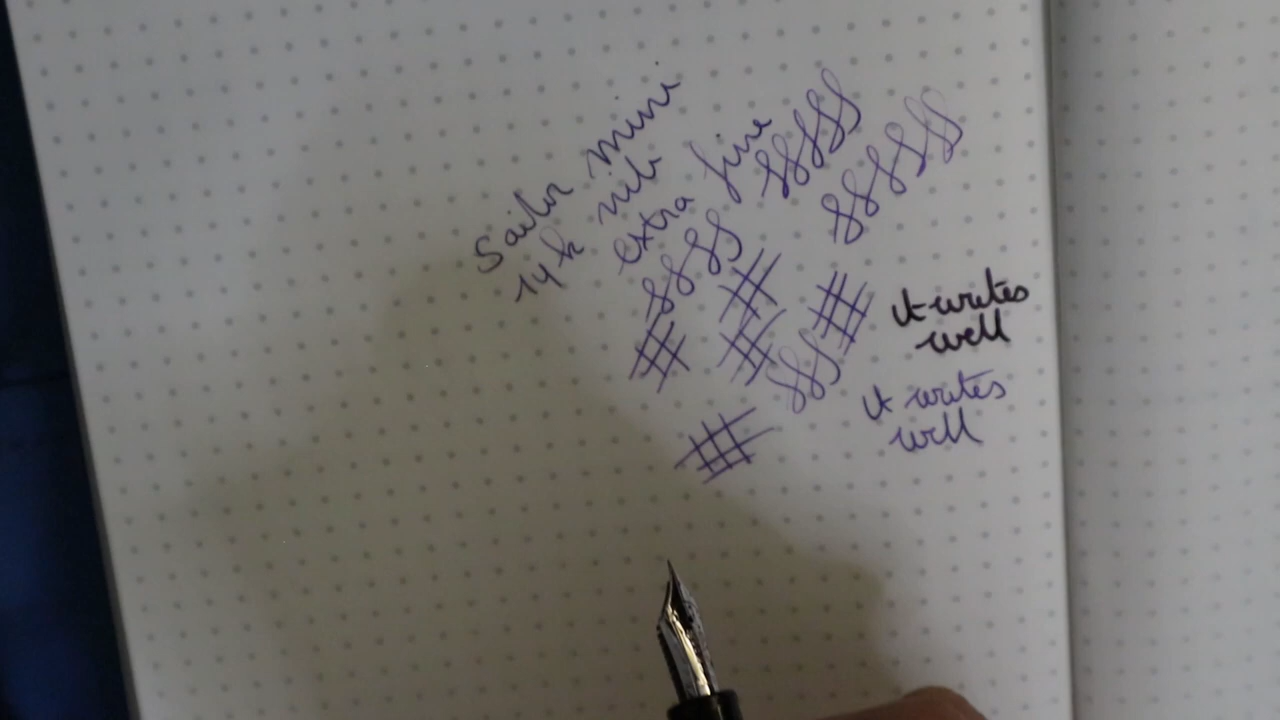 Sailor mini
14k nib
extra fine
It writes
well
It writes
well